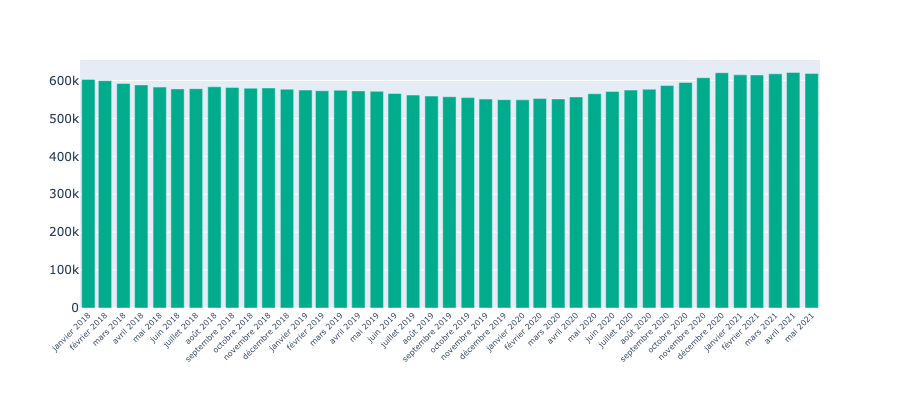 600k
500k
400k
300k
200k
100k
0
janvier 2018
février 2018
mars 2018
avril 2018
mai 2018
juin 2018
juillet 2018
août 2018
septembre 2018
octobre 2018
novembre 2018
décembre 2018
janvier 2019
février 2019
mars 2019
avril 2019
mai 2019
juin 2019
juillet 2019
août 2019
septembre 2019
octobre 2019
novembre 2019
décembre 2019
janvier 2020
février 2020
mars 2020
avril 2020
mai 2020
juin 2020
juillet 2020
août 2020
septembre 2020
octobre 2020
novembre 2020
décembre 2020
janvier 2021
février 2021
mars 2021
avril 2021
mai 2021